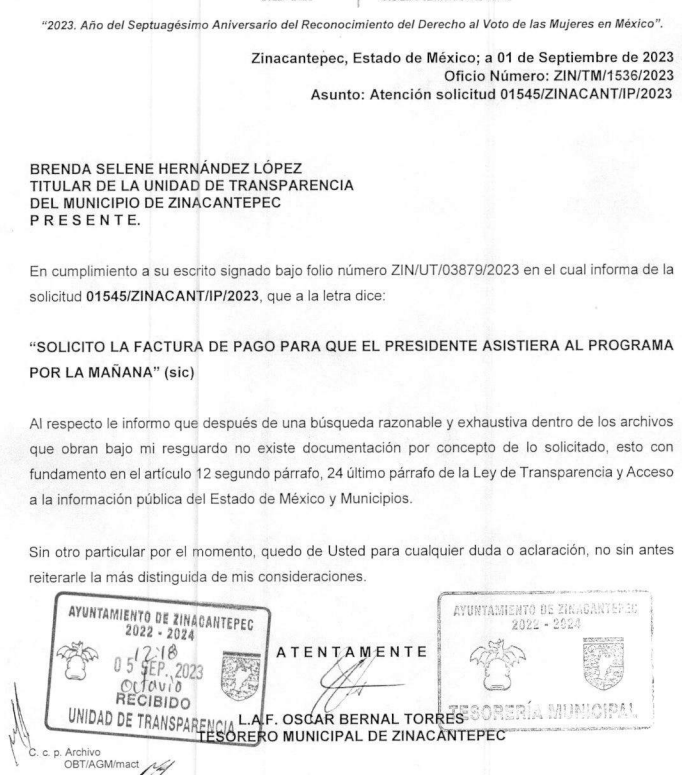 “2023. Año del Septuagésimo Aniversario del Reconocimiento del Derecho al Voto de las Mujeres en México”.
Zinacantepec, Estado de México; a 01 de Septiembre de 2023
Oficio Número: ZIN/TM/1536/2023
Asunto: Atención solicitud 01545/ZINACANT/IP/2023
BRENDA SELENE HERNÁNDEZ LÓPEZ
TITULAR DE LA UNIDAD DE TRANSPARENCIA
DEL MUNICIPIO DE ZINACANTEPEC
P R E S E N T E.
En cumplimiento a su escrito signado bajo folio número ZIN/UT/03879/2023 en el cual informa de la
solicitud 01545/ZINACANT/IP/2023, que a la letra dice:
“SOLICITO LA FACTURA DE PAGO PARA QUE EL PRESIDENTE ASISTIERA AL PROGRAMA
POR LA MAÑANA” (sic)
Al respecto le informo que después de una búsqueda razonable y exhaustiva dentro de los archivos
que obran bajo mi resguardo no existe documentación por concepto de lo solicitado, esto con
fundamento en el artículo 12 segundo párrafo, 24 último párrafo de la Ley de Transparencia y Acceso
a la información pública del Estado de México y Municipios.
Sin otro particular por el momento, quedo de Usted para cualquier duda o aclaración, no sin antes
reiterarle la más distinguida de mis consideraciones.
AYUNTAMIENTO DE ZINACANTEPEC
2022 - 2024
12:18
05 SEP. 2023
Octavio
RECIBIDO
UNIDAD DE TRANSPARENCIA
A T E N T A M E N T E
AYUNTAMIENTO DE ZINACANTEPEC
2022 - 2024
TESORERÍA MUNICIPAL
L.A.F. OSCAR BERNAL TORRES
TESORERO MUNICIPAL DE ZINACANTEPEC
C. c. p. Archivo
OBT/AGM/mact